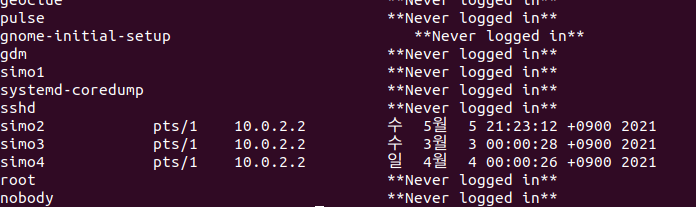 geoclue **Never logged in**
pulse **Never logged in**
gnome-initial-setup **Never logged in**
gdm **Never logged in**
simo1 **Never logged in**
systemd-coredump **Never logged in**
sshd **Never logged in**
simo2 pts/1 10.0.2.2 수 5월 5 21:23:12 +0900 2021
simo3 pts/1 10.0.2.2 수 3월 3 00:00:28 +0900 2021
simo4 pts/1 10.0.2.2 일 4월 4 00:00:26 +0900 2021
root **Never logged in**
nobody **Never logged in**